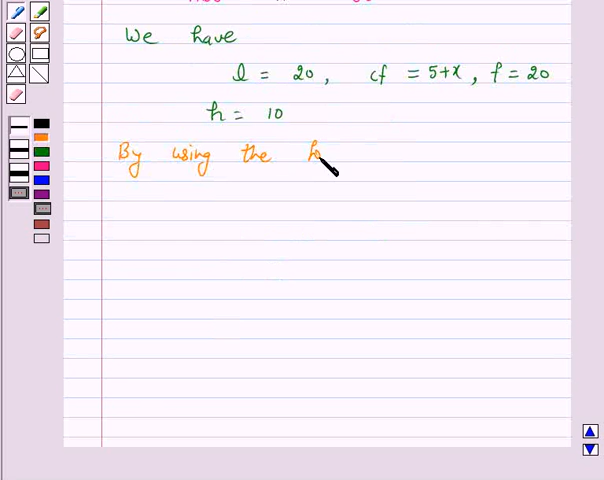 We have
l = 20, cf = 5+x, f = 20
h = 10
By using the